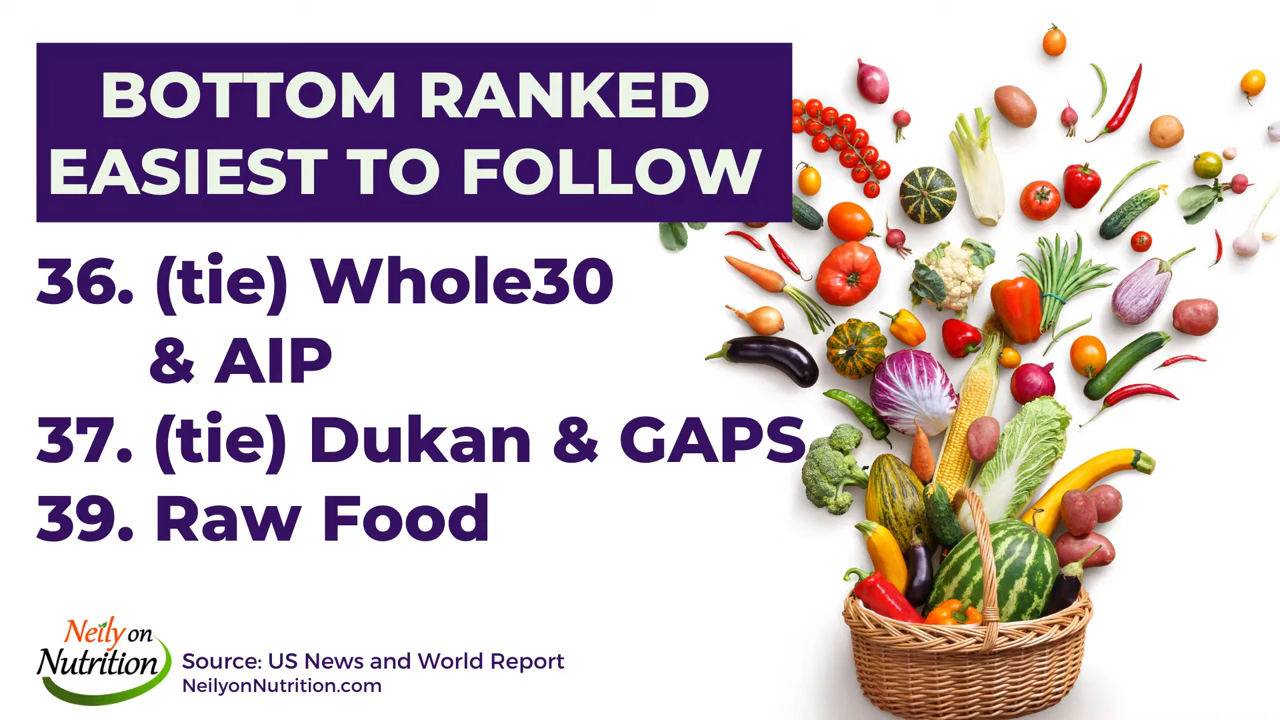 BOTTOM RANKED
EASIEST TO FOLLOW
36. (tie) Whole30
& AIP
37. (tie) Dukan & GAPS
39. Raw Food
Neily on
Nutrition
Source: US News and World Report
NeilyonNutrition.com